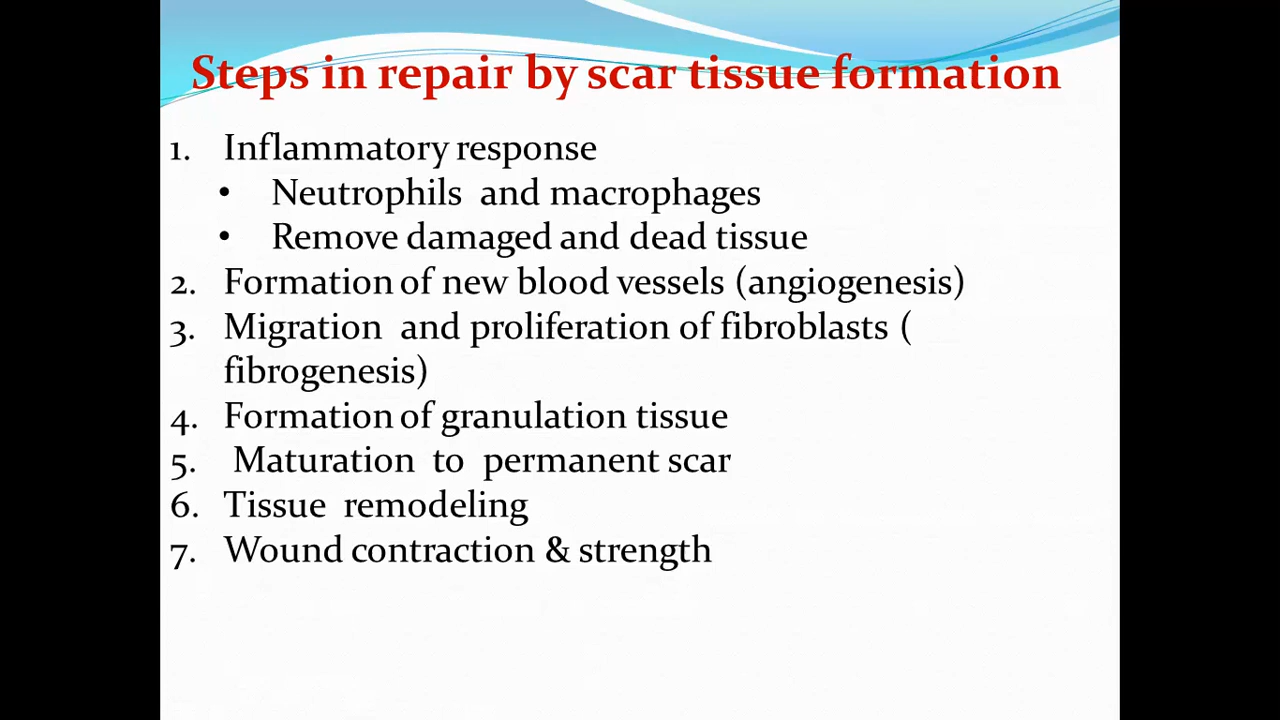 Steps in repair by scar tissue formation
1. Inflammatory response
• Neutrophils and macrophages
• Remove damaged and dead tissue
2. Formation of new blood vessels (angiogenesis)
3. Migration and proliferation of fibroblasts (
fibrogenesis)
4. Formation of granulation tissue
5. Maturation to permanent scar
6. Tissue remodeling
7. Wound contraction & strength